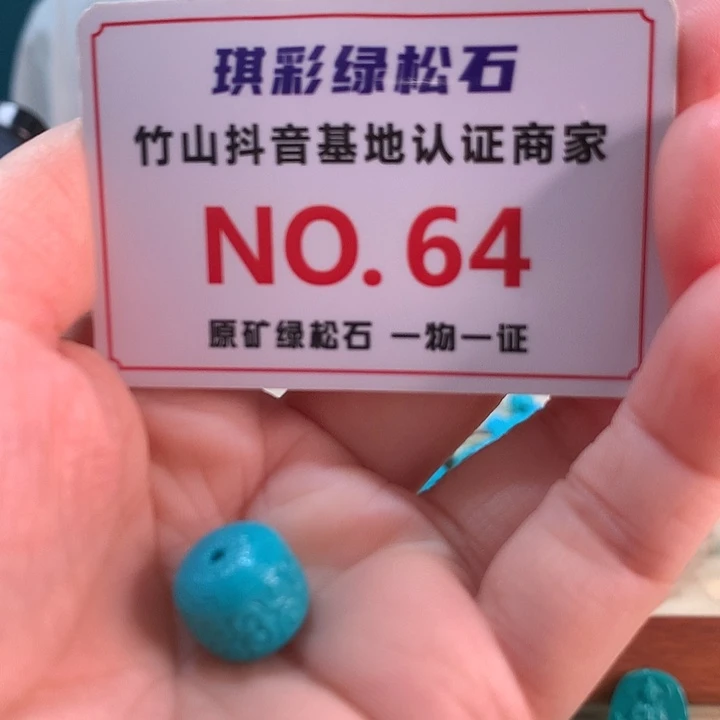 琪彩绿松石
竹山抖音基地认证商家
NO.64
原矿绿松石 一物一证